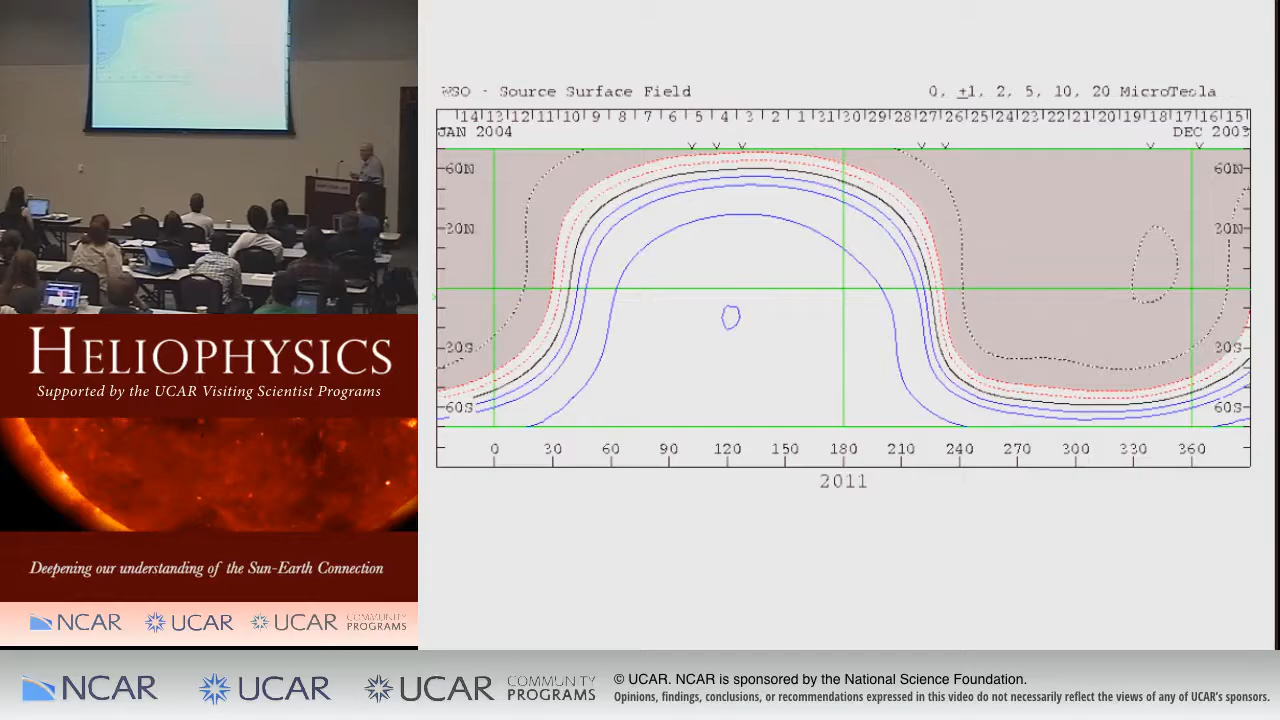 HELIOPHYSICS
Supported by the UCAR Visiting Scientist Programs
Deepening our understanding of the Sun-Earth Connection
NCAR UCAR UCAR COMMUNITY PROGRAMS
WSO - Source Surface Field 0, ±1, 2, 5, 10, 20 MicroTesla
14 13 12 11 10 9 8 7 6 5 4 3 2 1 31 30 29 28 27 26 25 24 23 22 21 20 19 18 17 16 15
JAN 2004 DEC 2003
60N 60N
20N 20N
20S 20S
60S 60S
0 30 60 90 120 150 180 210 240 270 300 330 360
2011
NCAR UCAR UCAR COMMUNITY PROGRAMS
© UCAR. NCAR is sponsored by the National Science Foundation.
Opinions, findings, conclusions, or recommendations expressed in this video do not necessarily reflect the views of any of UCAR's sponsors.